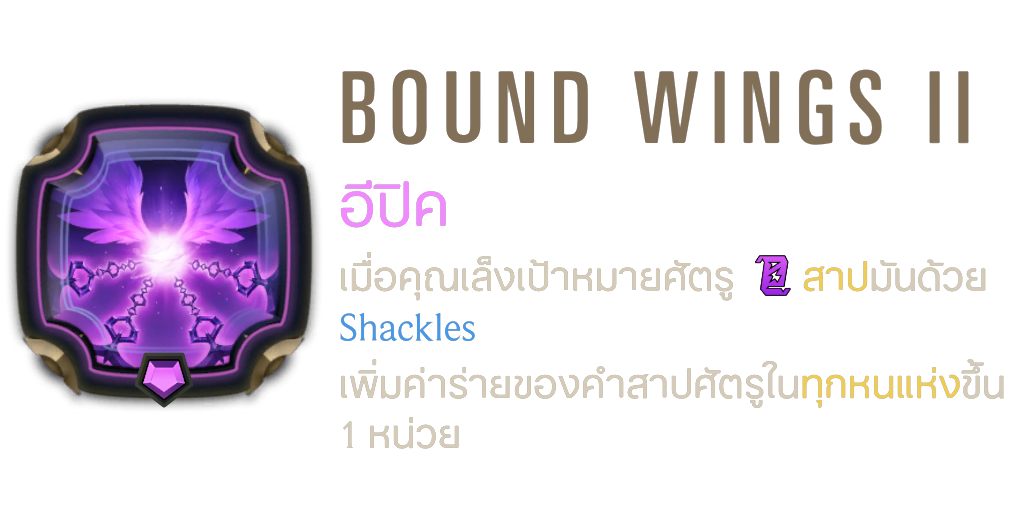 BOUND WINGS II
อีปิค
เมื่อคุณเล็งเป้าหมายศัตรู สาปมันด้วย
Shackles
เพิ่มค่าร่ายของคำสาปศัตรูในทุกหนแห่งขึ้น
1 หน่วย